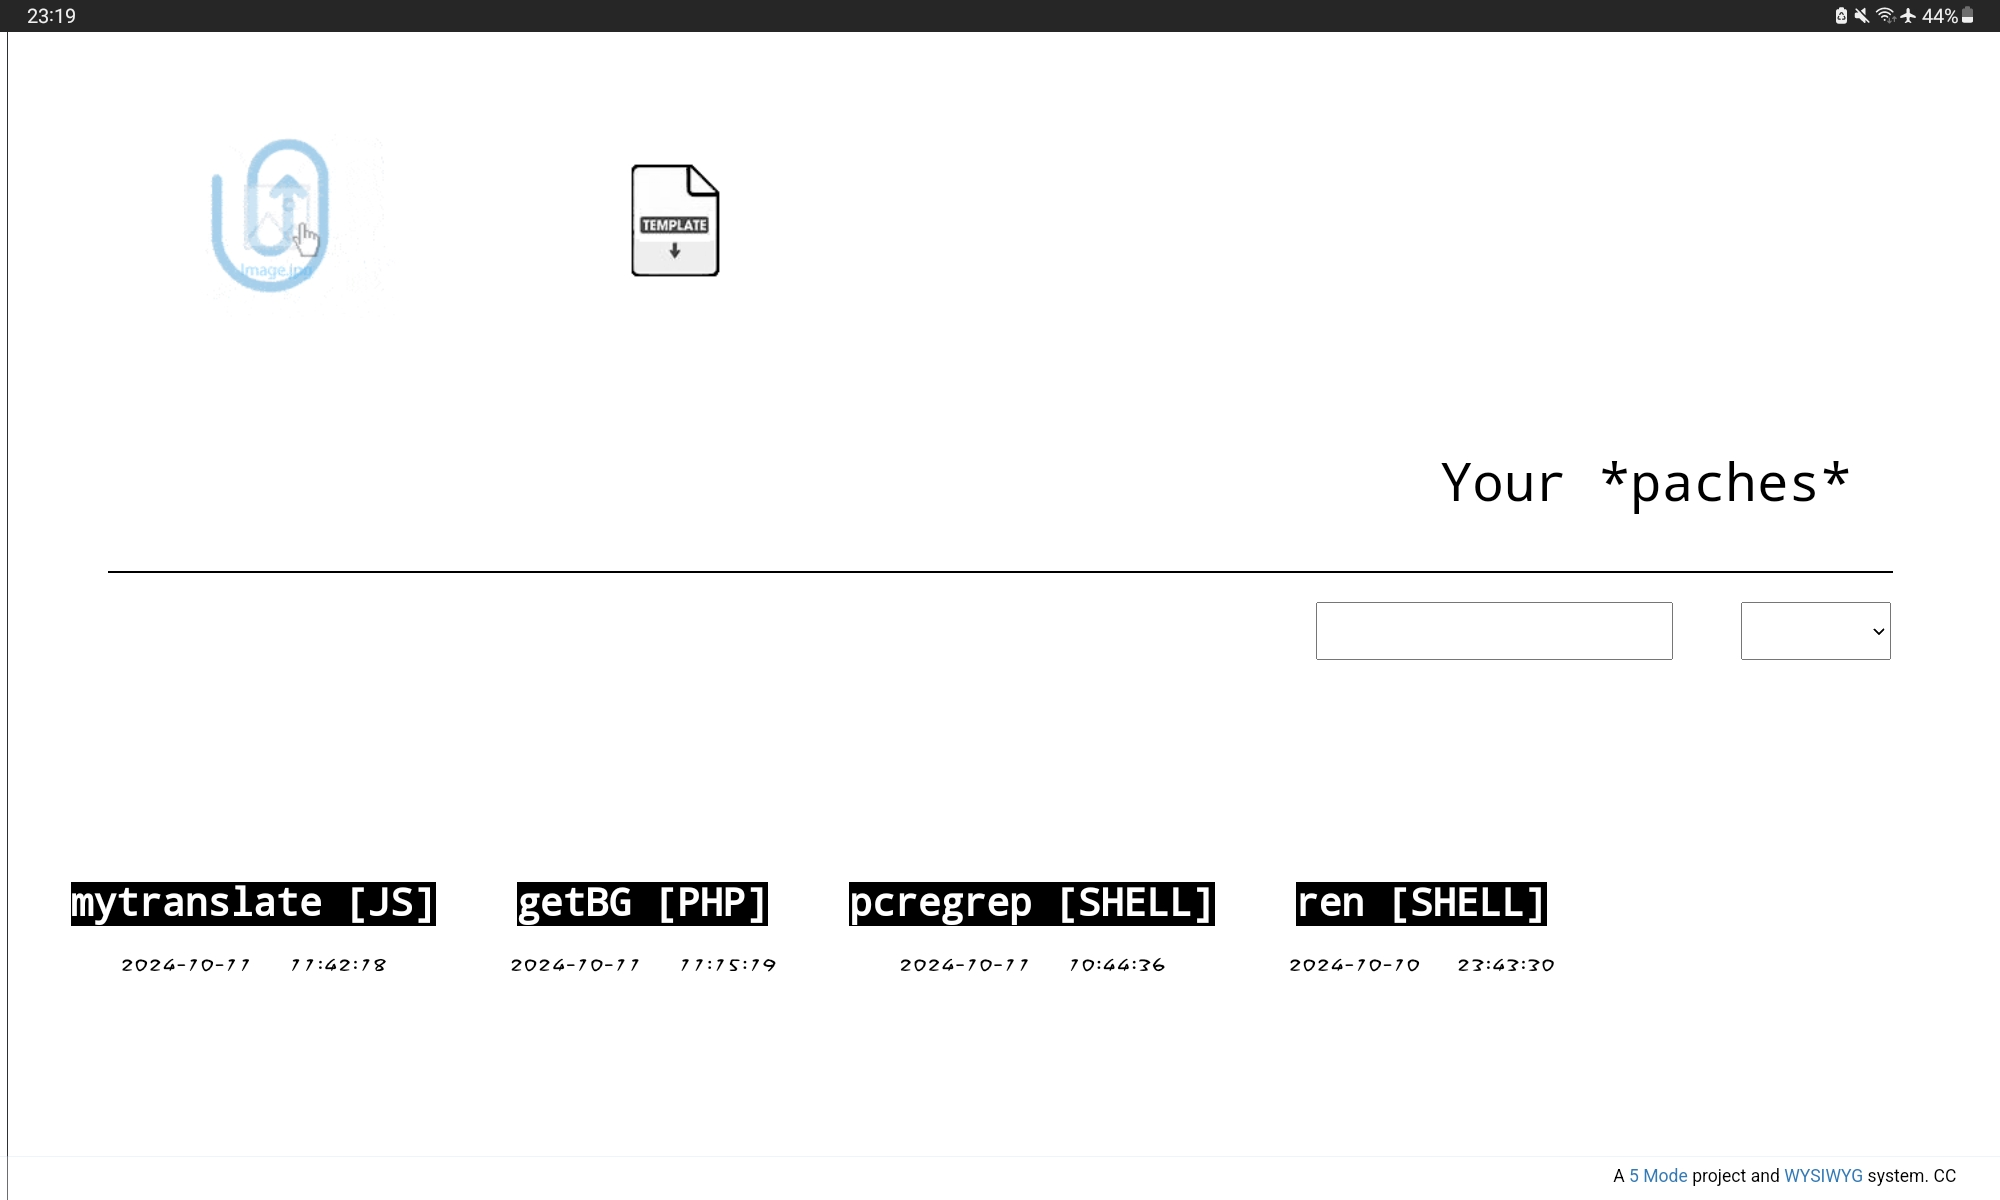 23:19
44%
Image.jpg
TEMPLATE
Your *paches*
mytranslate [JS]
getBG [PHP]
pcregrep [SHELL]
ren [SHELL]
2024-10-11 11:42:18
2024-10-11 11:15:19
2024-10-11 10:44:36
2024-10-10 23:43:30
A 5 Mode project and WYSIWYG system. CC